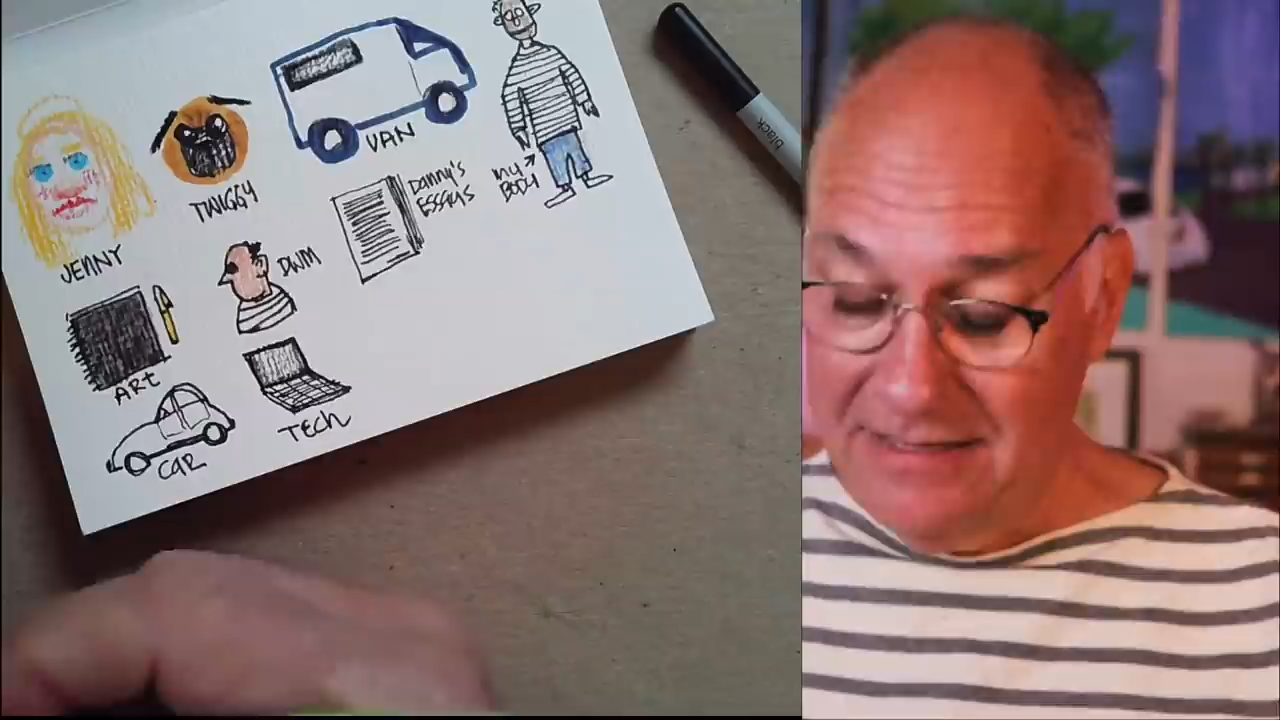 JENNY
TWIGGY
VAN
my
BODY
Danny's
ESSAYS
DWM
ART
TECH
CAR
black